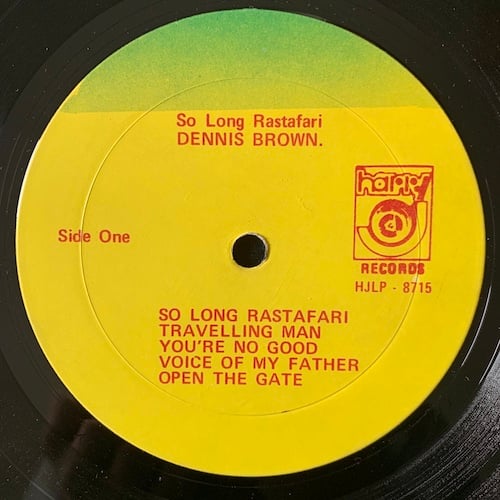 So Long Rastafari
DENNIS BROWN.
Side One
RECORDS
HJLP - 8715
SO LONG RASTAFARI
TRAVELLING MAN
YOU'RE NO GOOD
VOICE OF MY FATHER
OPEN THE GATE